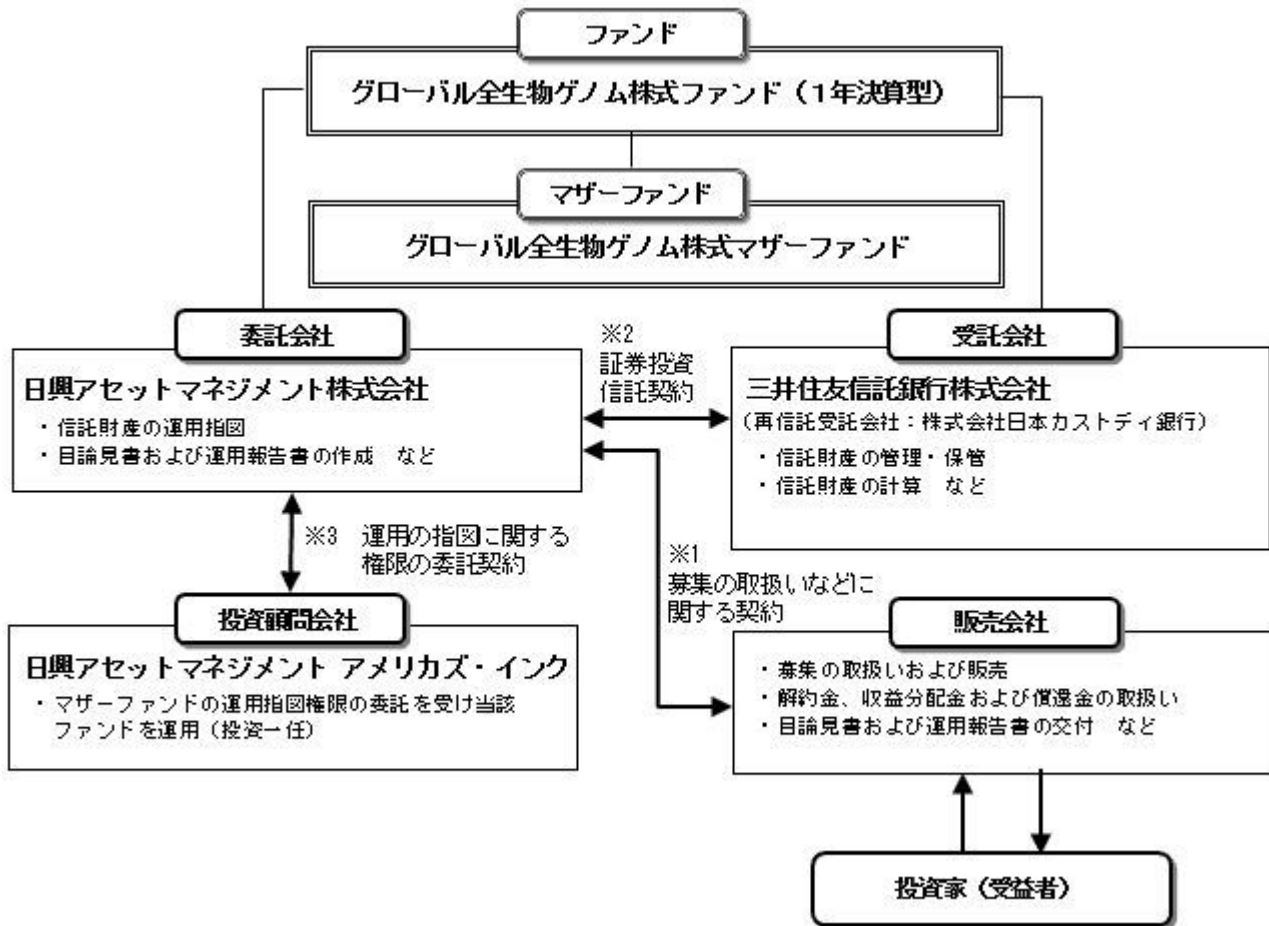 ファンド
グローバル全生物ゲノム株式ファンド（１年決算型）
マザーファンド
グローバル全生物ゲノム株式マザーファンド
委託会社
日興アセットマネジメント株式会社
・信託財産の運用指図
・目論見書および運用報告書の作成　など
※2
証券投資
信託契約
受託会社
三井住友信託銀行株式会社
（再信託受託会社：株式会社日本カストディ銀行）
・信託財産の管理・保管
・信託財産の計算　など
※3　運用の指図に関する
権限の委託契約
※1
募集の取扱いなどに
関する契約
投資顧問会社
日興アセットマネジメント アメリカズ・インク
・マザーファンドの運用指図権限の委託を受け当該
ファンドを運用（投資一任）
販売会社
・募集の取扱いおよび販売
・解約金、収益分配金および償還金の取扱い
・目論見書および運用報告書の交付　など
投資家（受益者）